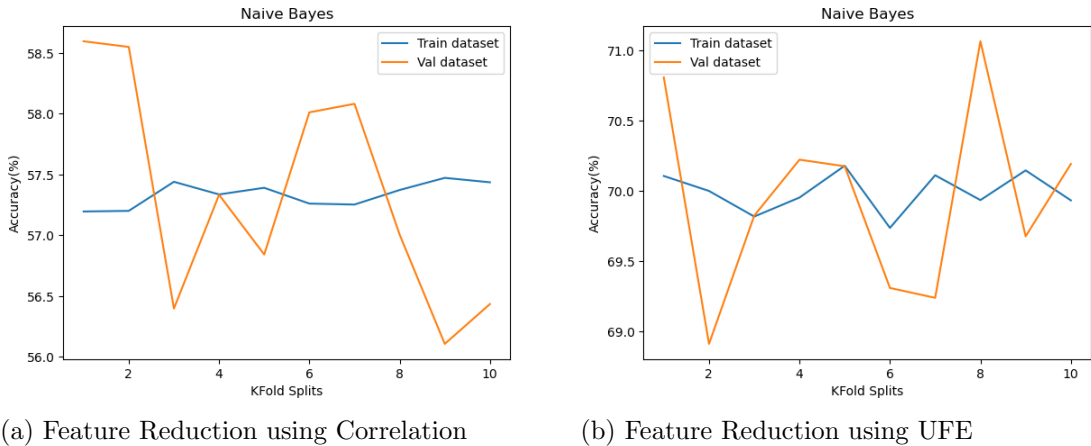 Naive Bayes
Train dataset
Val dataset
58.5
58.0
57.5
57.0
56.5
56.0
Accuracy(%)
2
4
6
8
10
KFold Splits
(a) Feature Reduction using Correlation
Naive Bayes
Train dataset
Val dataset
71.0
70.5
70.0
69.5
69.0
Accuracy(%)
2
4
6
8
10
KFold Splits
(b) Feature Reduction using UFE